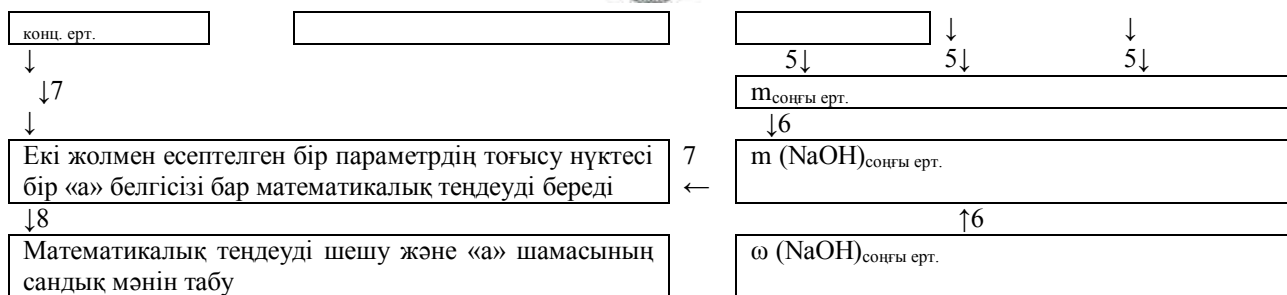 конц. ерт.
↓ ↓
↓ 5↓ 5↓ 5↓
↓7 mсоңғы ерт.
↓ ↓6
Екі жолмен есептелген бір параметрдің тоғысу нүктесі 7 m (NaOH)соңғы ерт.
бір «а» белгісізі бар математикалық теңдеуді береді ←
↓8 ↑6
Математикалық теңдеуді шешу және «а» шамасының ω (NaOH)соңғы ерт.
сандық мәнін табу